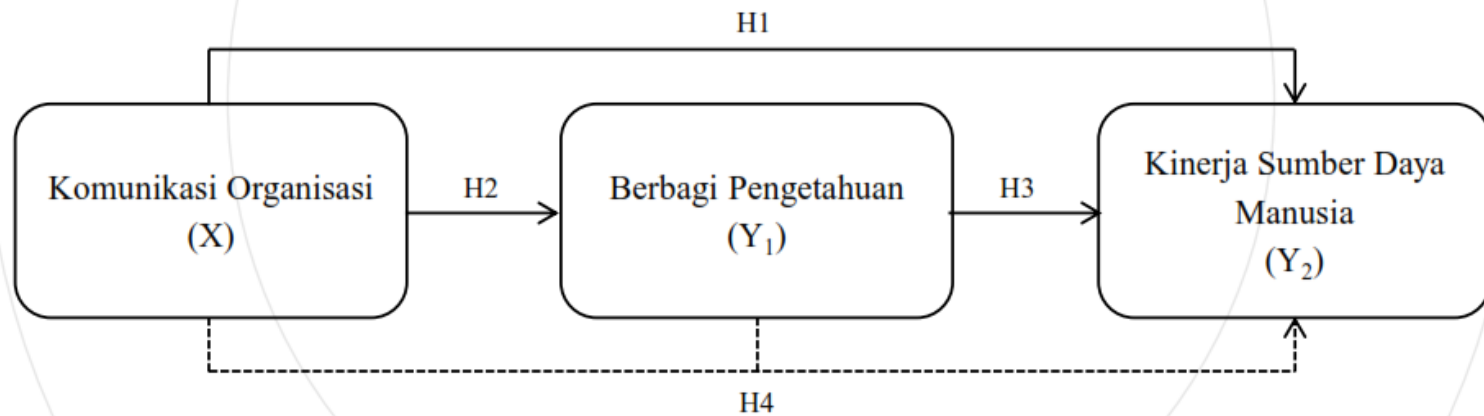 H1
Komunikasi Organisasi
(X)
H2
Berbagi Pengetahuan
(Y₁)
H3
Kinerja Sumber Daya
Manusia
(Y₂)
H4